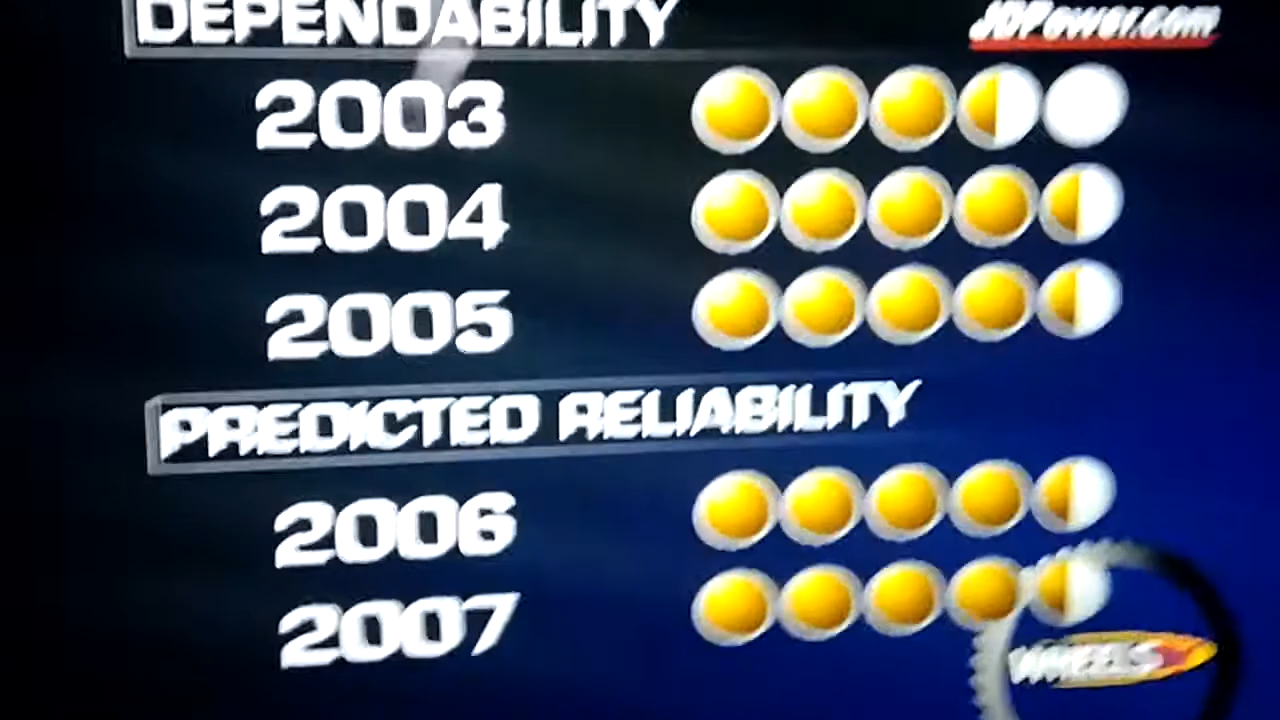 DEPENDABILITY
JDPower.com
2003
2004
2005
PREDICTED RELIABILITY
2006
2007
WHEELS